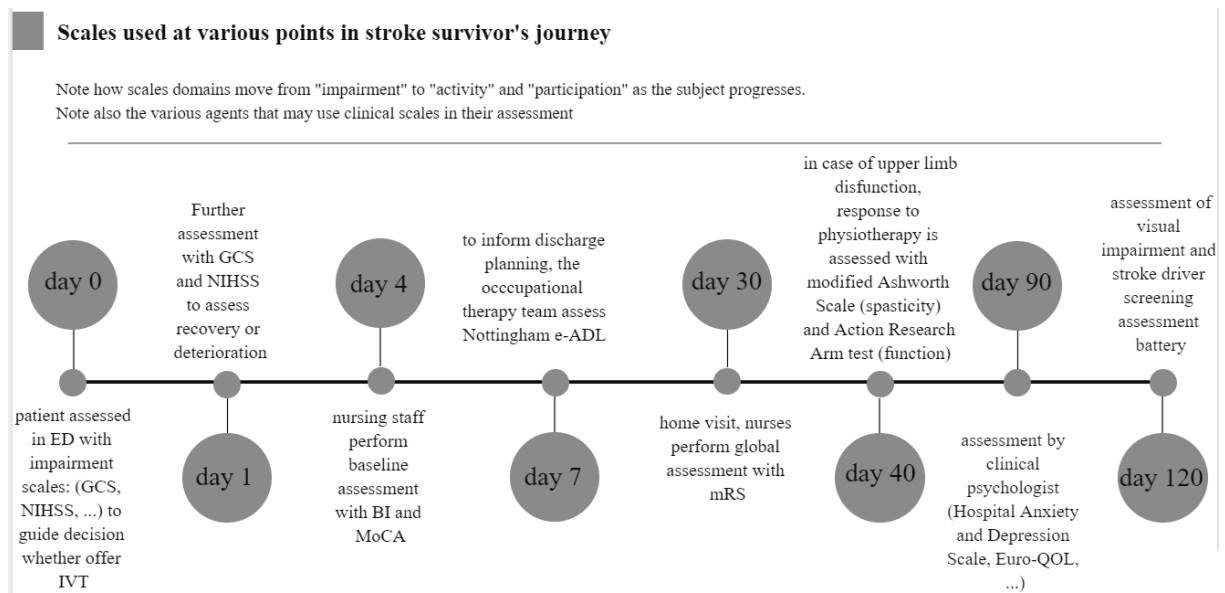 Scales used at various points in stroke survivor's journey
Note how scales domains move from "impairment" to "activity" and "participation" as the subject progresses.
Note also the various agents that may use clinical scales in their assessment
day 0
patient assessed
in ED with
impairment
scales: (GCS,
NIHSS, ...) to
guide decision
whether offer
IVT
Further
assessment
with GCS
and NIHSS
to assess
recovery or
deterioration
day 1
day 4
nursing staff
perform
baseline
assessment
with BI and
MoCA
to inform discharge
planning, the
occcupational
therapy team assess
Nottingham e-ADL
day 7
day 30
home visit, nurses
perform global
assessment with
mRS
in case of upper limb
disfunction,
response to
physiotherapy is
assessed with
modified Ashworth
Scale (spasticity)
and Action Research
Arm test (function)
day 40
day 90
assessment by
clinical
psychologist
(Hospital Anxiety
and Depression
Scale, Euro-QOL,
...)
assessment of
visual
impairment and
stroke driver
screening
assessment
battery
day 120